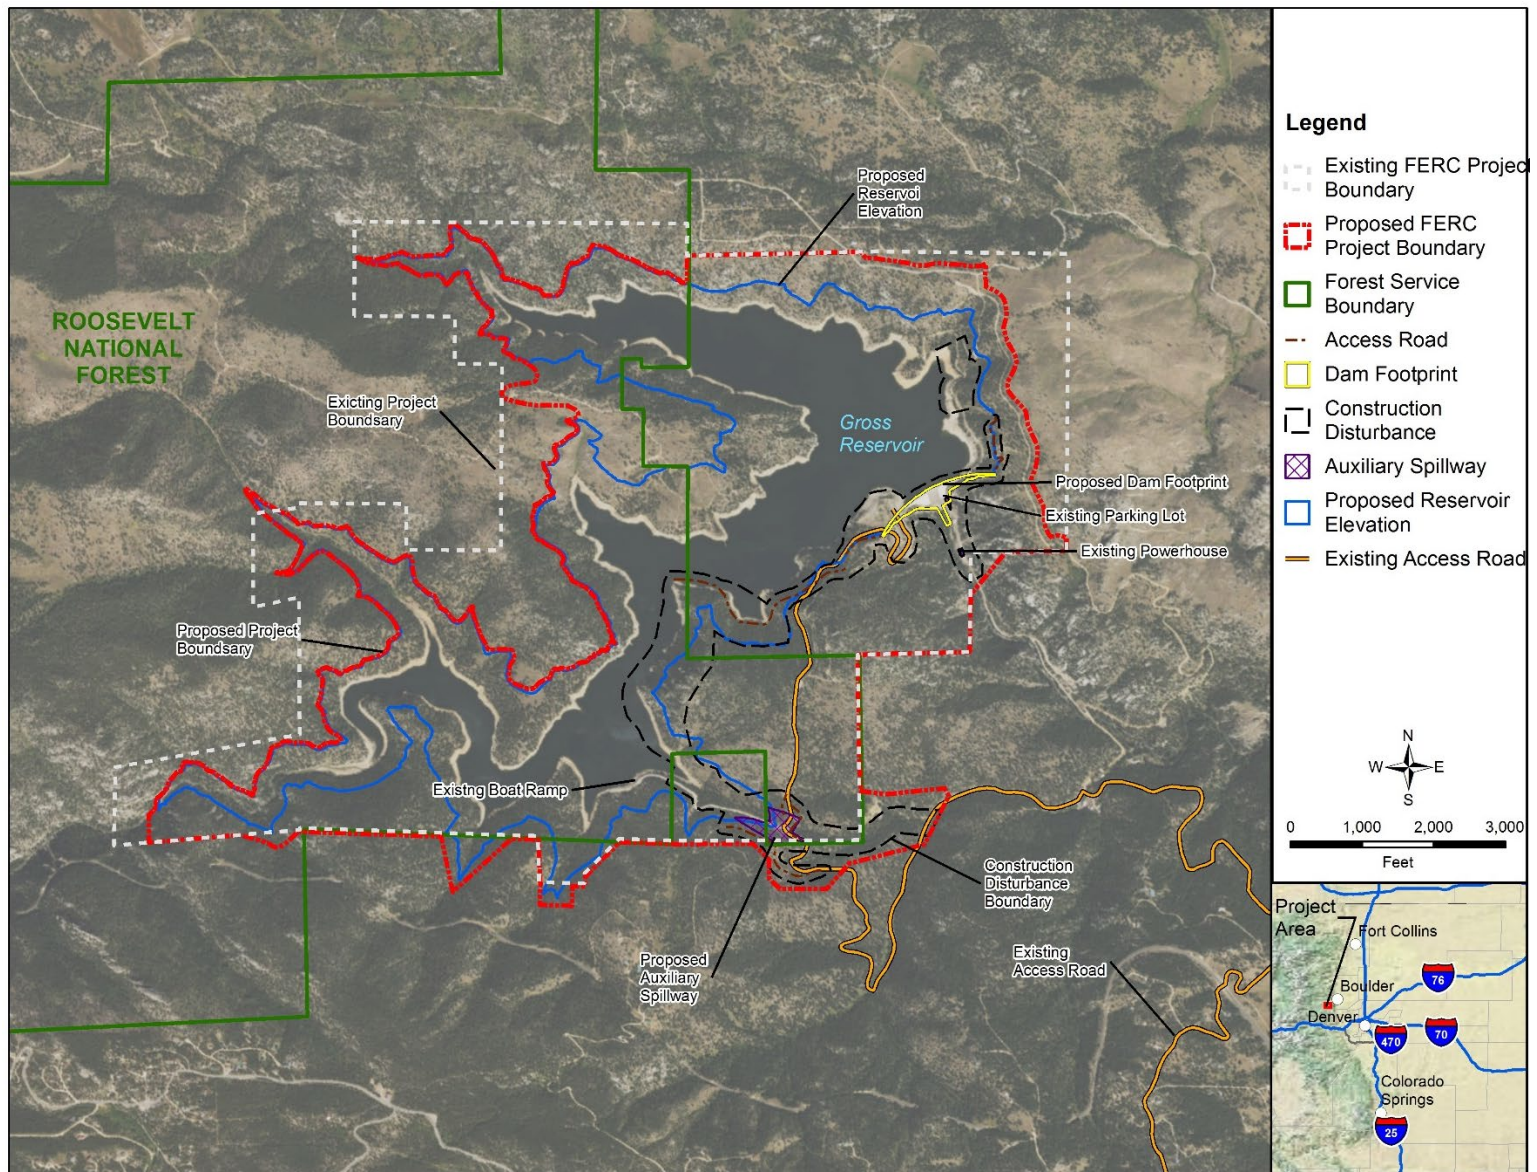 Proposed
Reservoi
Elevation
ROOSEVELT
NATIONAL
FOREST
Exicting Project
Boundsary
Gross
Reservoir
Proposed Dam Footprint
Existing Parking Lot
Existing Powerhouse
Proposed Project
Boundsary
Existng Boat Ramp
Construction
Disturbance
Boundary
Proposed
Auxiliary
Spillway
Existing
Access Road
Legend
Existing FERC Project
Boundary
Proposed FERC
Project Boundary
Forest Service
Boundary
Access Road
Dam Footprint
Construction
Disturbance
Auxiliary Spillway
Proposed Reservoir
Elevation
Existing Access Road
N
W E
S
0 1,000 2,000 3,000
Feet
Project
Area
Fort Collins
76
Boulder
Denver
470
70
Colorado
Springs
25